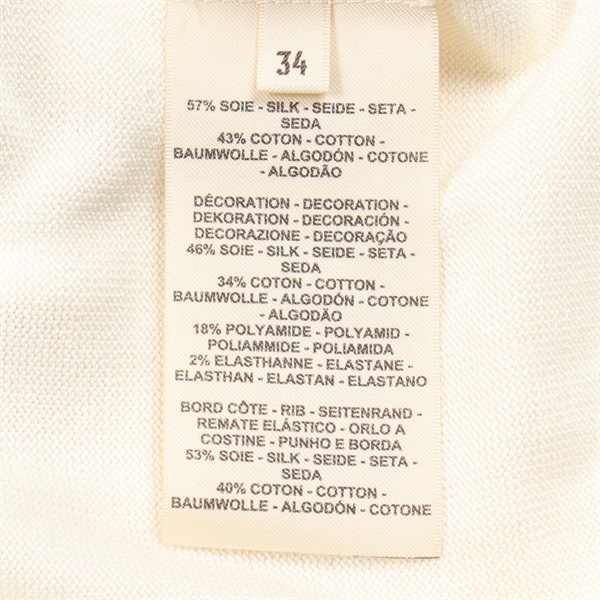 34
57% SOIE - SILK - SEIDE - SETA -
SEDA
43% COTON - COTTON -
BAUMWOLLE - ALGODÓN - COTONE
- ALGODÃO
DÉCORATION - DECORATION -
DEKORATION - DECORACIÓN -
DECORAZIONE - DECORAÇÃO
46% SOIE - SILK - SEIDE - SETA -
SEDA
34% COTON - COTTON -
BAUMWOLLE - ALGODÓN - COTONE
- ALGODÃO
18% POLYAMIDE - POLYAMID -
POLIAMMIDE - POLIAMIDA
2% ELASTHANNE - ELASTANE -
ELASTHAN - ELASTAN - ELASTANO
BORD CÔTE - RIB - SEITENRAND -
REMATE ELÁSTICO - ORLO A
COSTINE - PUNHO E BORDA
53% SOIE - SILK - SEIDE - SETA -
SEDA
40% COTON - COTTON -
BAUMWOLLE - ALGODÓN - COTONE